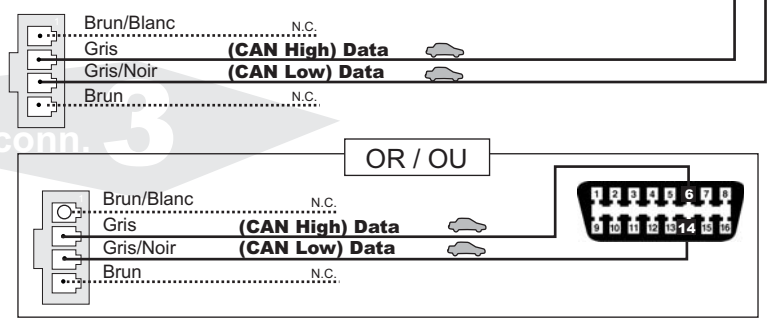 Brun/Blanc N.C.
Gris (CAN High) Data
Gris/Noir (CAN Low) Data
Brun N.C.
conn. 3
OR / OU
Brun/Blanc N.C.
Gris (CAN High) Data
Gris/Noir (CAN Low) Data
Brun N.C.
1 2 3 4 5 6 7 8
9 10 11 12 13 14 15 16